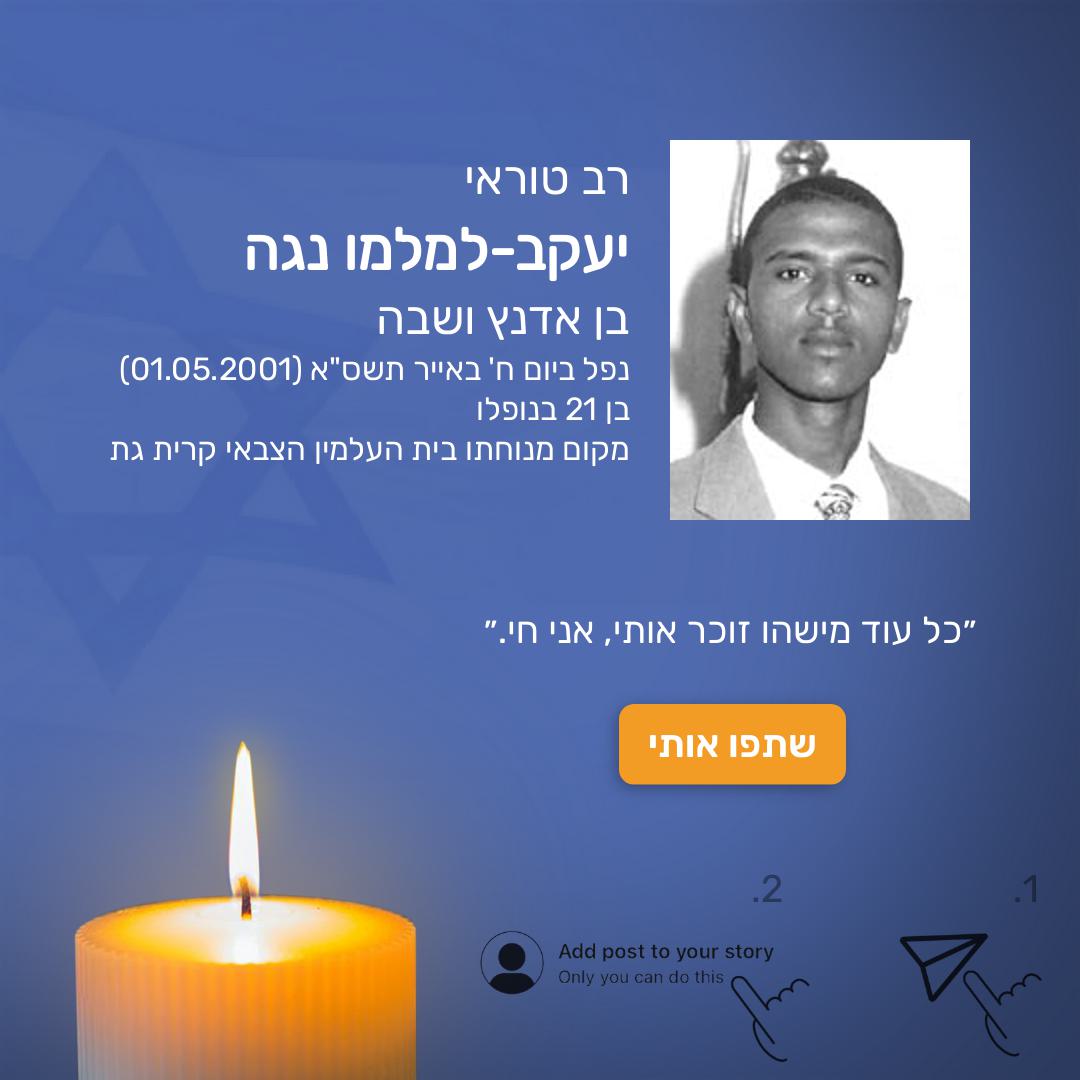 רב טוראי
יעקב-למלמו נגה
בן אדנץ ושבה
נפל ביום ח' באייר תשס"א (01.05.2001)
בן 21 בנופלו
מקום מנוחתו בית העלמין הצבאי קרית גת
״כל עוד מישהו זוכר אותי, אני חי.״
שתפו אותי
1.
2.
Add post to your story
Only you can do this